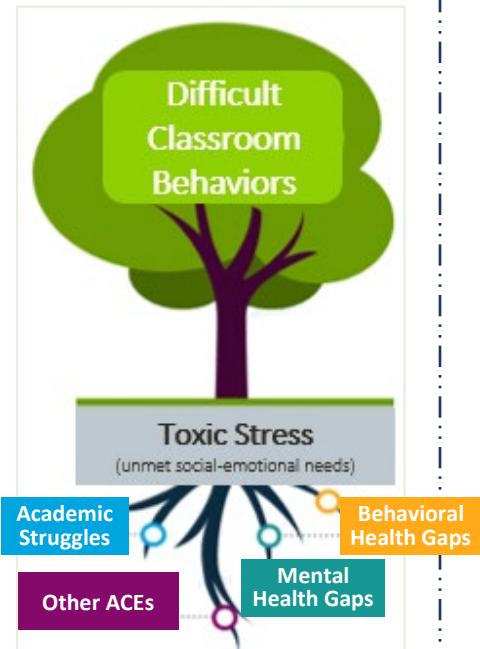 Difficult
Classroom
Behaviors
Toxic Stress
(unmet social-emotional needs)
Academic
Struggles
Behavioral
Health Gaps
Mental
Health Gaps
Other ACEs